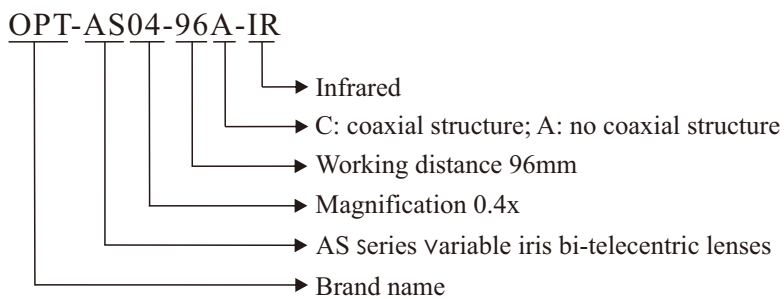 OPT-AS04-96A-IR
Infrared
C: coaxial structure; A: no coaxial structure
Working distance 96mm
Magnification 0.4x
AS series variable iris bi-telecentric lenses
Brand name